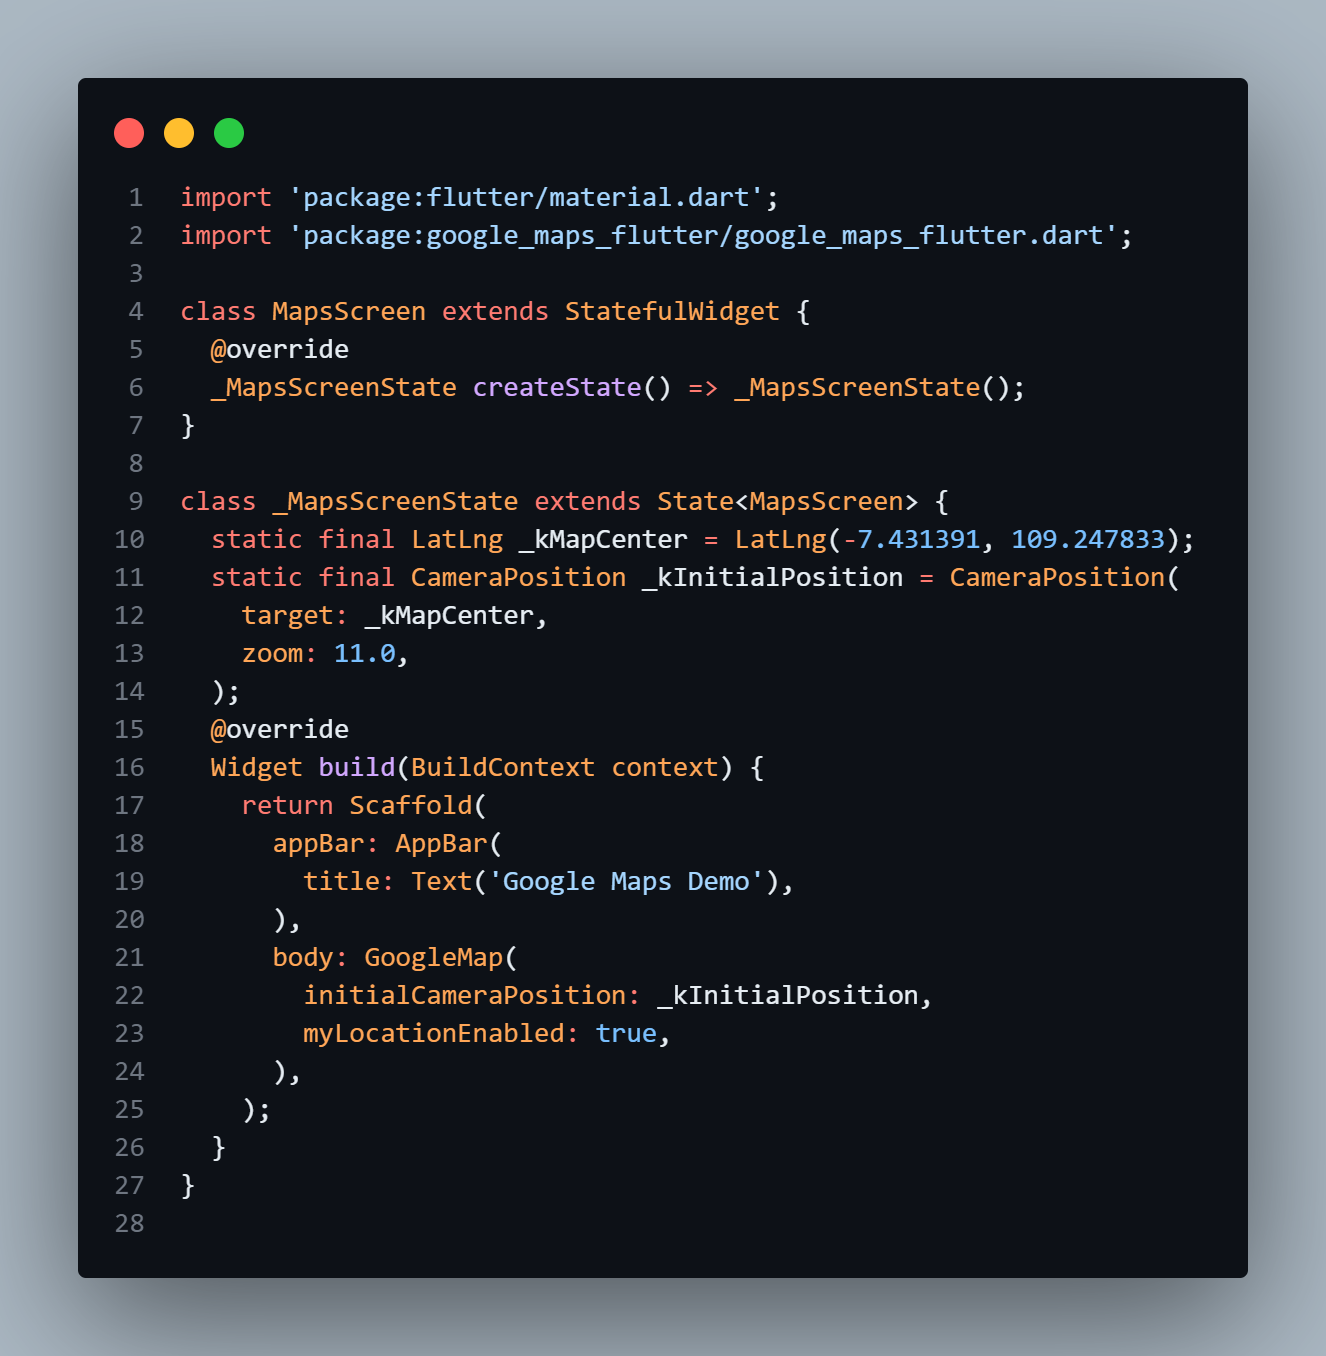 1 import 'package:flutter/material.dart';
2 import 'package:google_maps_flutter/google_maps_flutter.dart';
3
4 class MapsScreen extends StatefulWidget {
5   @override
6   _MapsScreenState createState() => _MapsScreenState();
7 }
8
9 class _MapsScreenState extends State<MapsScreen> {
10   static final LatLng _kMapCenter = LatLng(-7.431391, 109.247833);
11   static final CameraPosition _kInitialPosition = CameraPosition(
12     target: _kMapCenter,
13     zoom: 11.0,
14   );
15   @override
16   Widget build(BuildContext context) {
17     return Scaffold(
18       appBar: AppBar(
19         title: Text('Google Maps Demo'),
20       ),
21       body: GoogleMap(
22         initialCameraPosition: _kInitialPosition,
23         myLocationEnabled: true,
24       ),
25     );
26   }
27 }
28